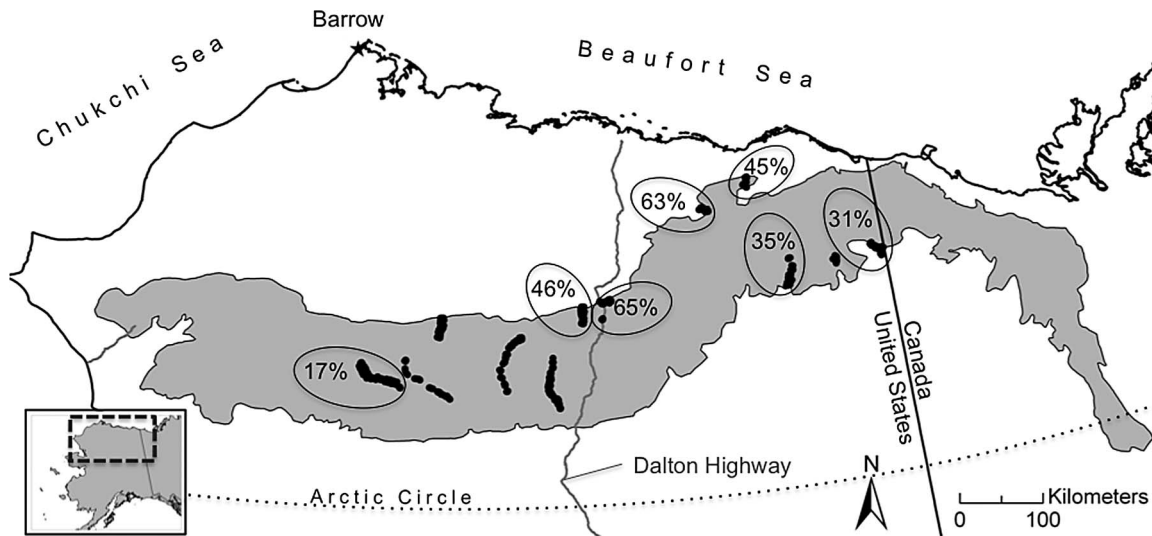 Barrow
Chukchi Sea
Beaufort Sea
45%
63%
31%
35%
46%
65%
17%
Canada
United States
Dalton Highway
N
Arctic Circle
Kilometers
0 100